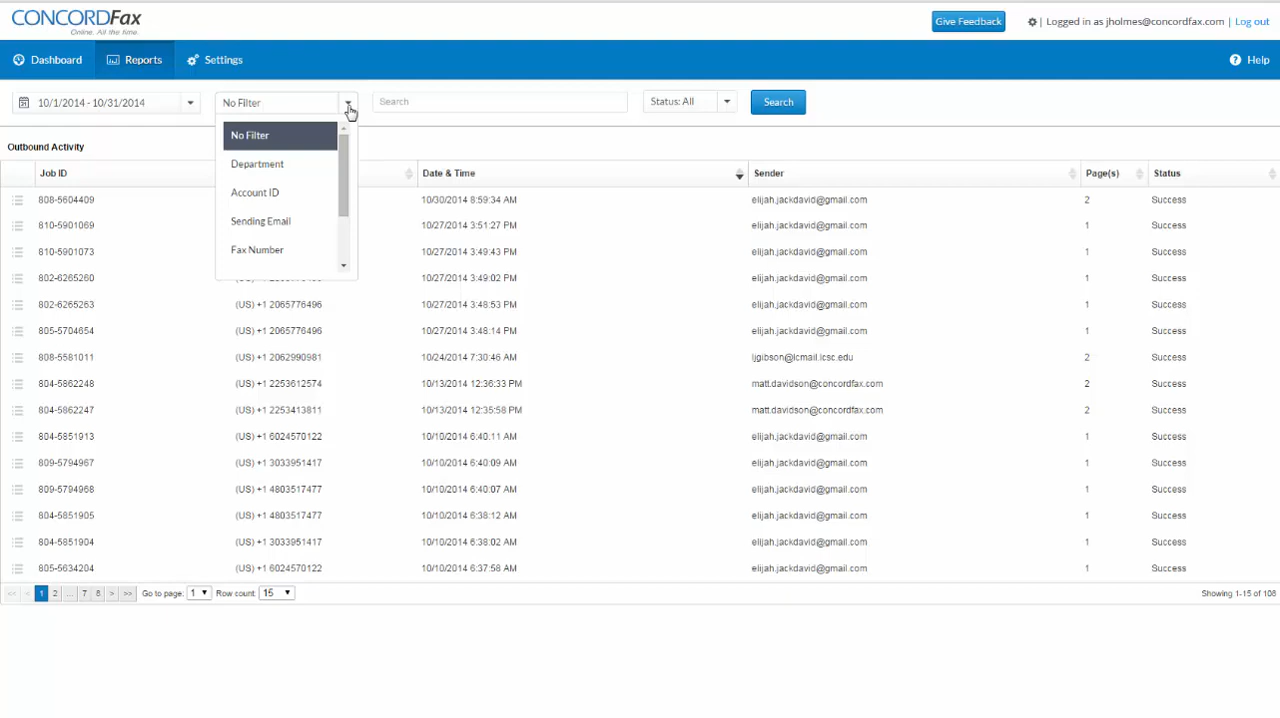 CONCORDFax
Online. All the time.
Give Feedback
| Logged in as jholmes@concordfax.com | Log out
Dashboard
Reports
Settings
Help
10/1/2014 - 10/31/2014
No Filter
Search
Status: All
Search
No Filter
Department
Account ID
Sending Email
Fax Number
Outbound Activity
Job ID Date & Time Sender Page(s) Status
808-5604409 10/30/2014 8:59:34 AM elijah.jackdavid@gmail.com 2 Success
810-5901069 10/27/2014 3:51:27 PM elijah.jackdavid@gmail.com 1 Success
810-5901073 10/27/2014 3:49:43 PM elijah.jackdavid@gmail.com 1 Success
802-6265260 10/27/2014 3:49:02 PM elijah.jackdavid@gmail.com 1 Success
802-6265263 (US) +1 2065776496 10/27/2014 3:48:53 PM elijah.jackdavid@gmail.com 1 Success
805-5704654 (US) +1 2065776496 10/27/2014 3:48:14 PM elijah.jackdavid@gmail.com 1 Success
808-5581011 (US) +1 2062990981 10/24/2014 7:30:46 AM ljgibson@lcmail.lcsc.edu 2 Success
804-5862248 (US) +1 2253612574 10/13/2014 12:36:33 PM matt.davidson@concordfax.com 2 Success
804-5862247 (US) +1 2253413811 10/13/2014 12:35:58 PM matt.davidson@concordfax.com 2 Success
804-5851913 (US) +1 6024570122 10/10/2014 6:40:11 AM elijah.jackdavid@gmail.com 1 Success
809-5794967 (US) +1 3033951417 10/10/2014 6:40:09 AM elijah.jackdavid@gmail.com 1 Success
809-5794968 (US) +1 4803517477 10/10/2014 6:40:07 AM elijah.jackdavid@gmail.com 1 Success
804-5851905 (US) +1 4803517477 10/10/2014 6:38:12 AM elijah.jackdavid@gmail.com 1 Success
804-5851904 (US) +1 3033951417 10/10/2014 6:38:02 AM elijah.jackdavid@gmail.com 1 Success
805-5634204 (US) +1 6024570122 10/10/2014 6:37:58 AM elijah.jackdavid@gmail.com 1 Success
<< < 1 2 ... 7 8 > >> Go to page: 1 Row count: 15 Showing 1-15 of 108